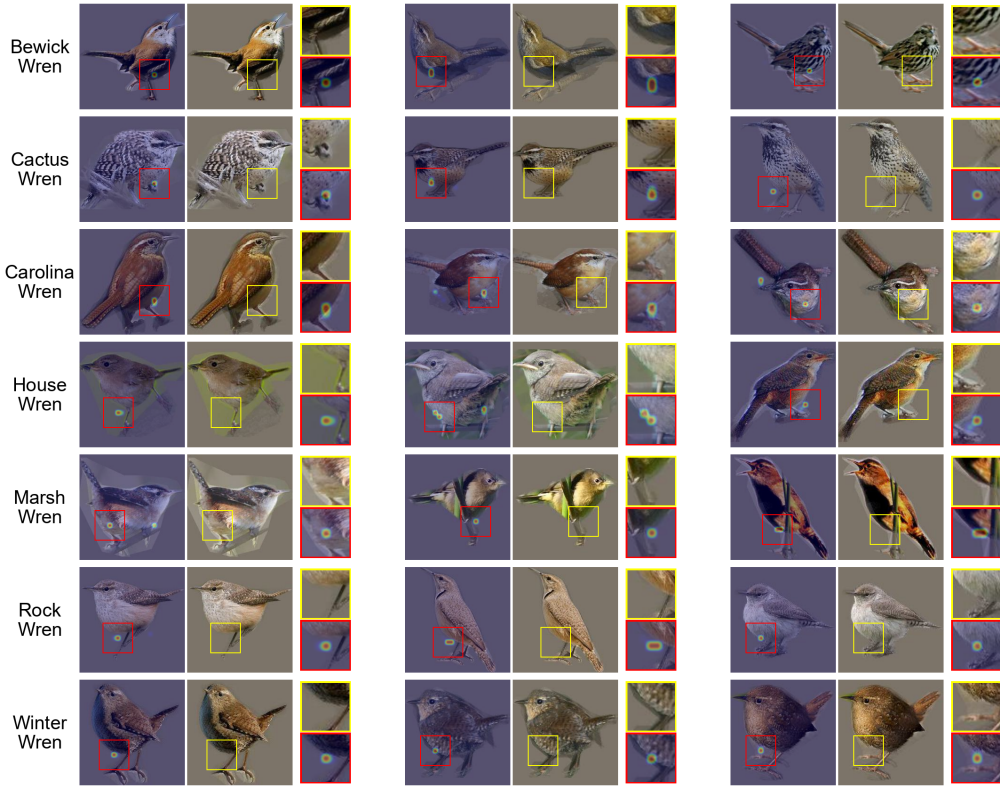 Bewick
Wren
Cactus
Wren
Carolina
Wren
House
Wren
Marsh
Wren
Rock
Wren
Winter
Wren